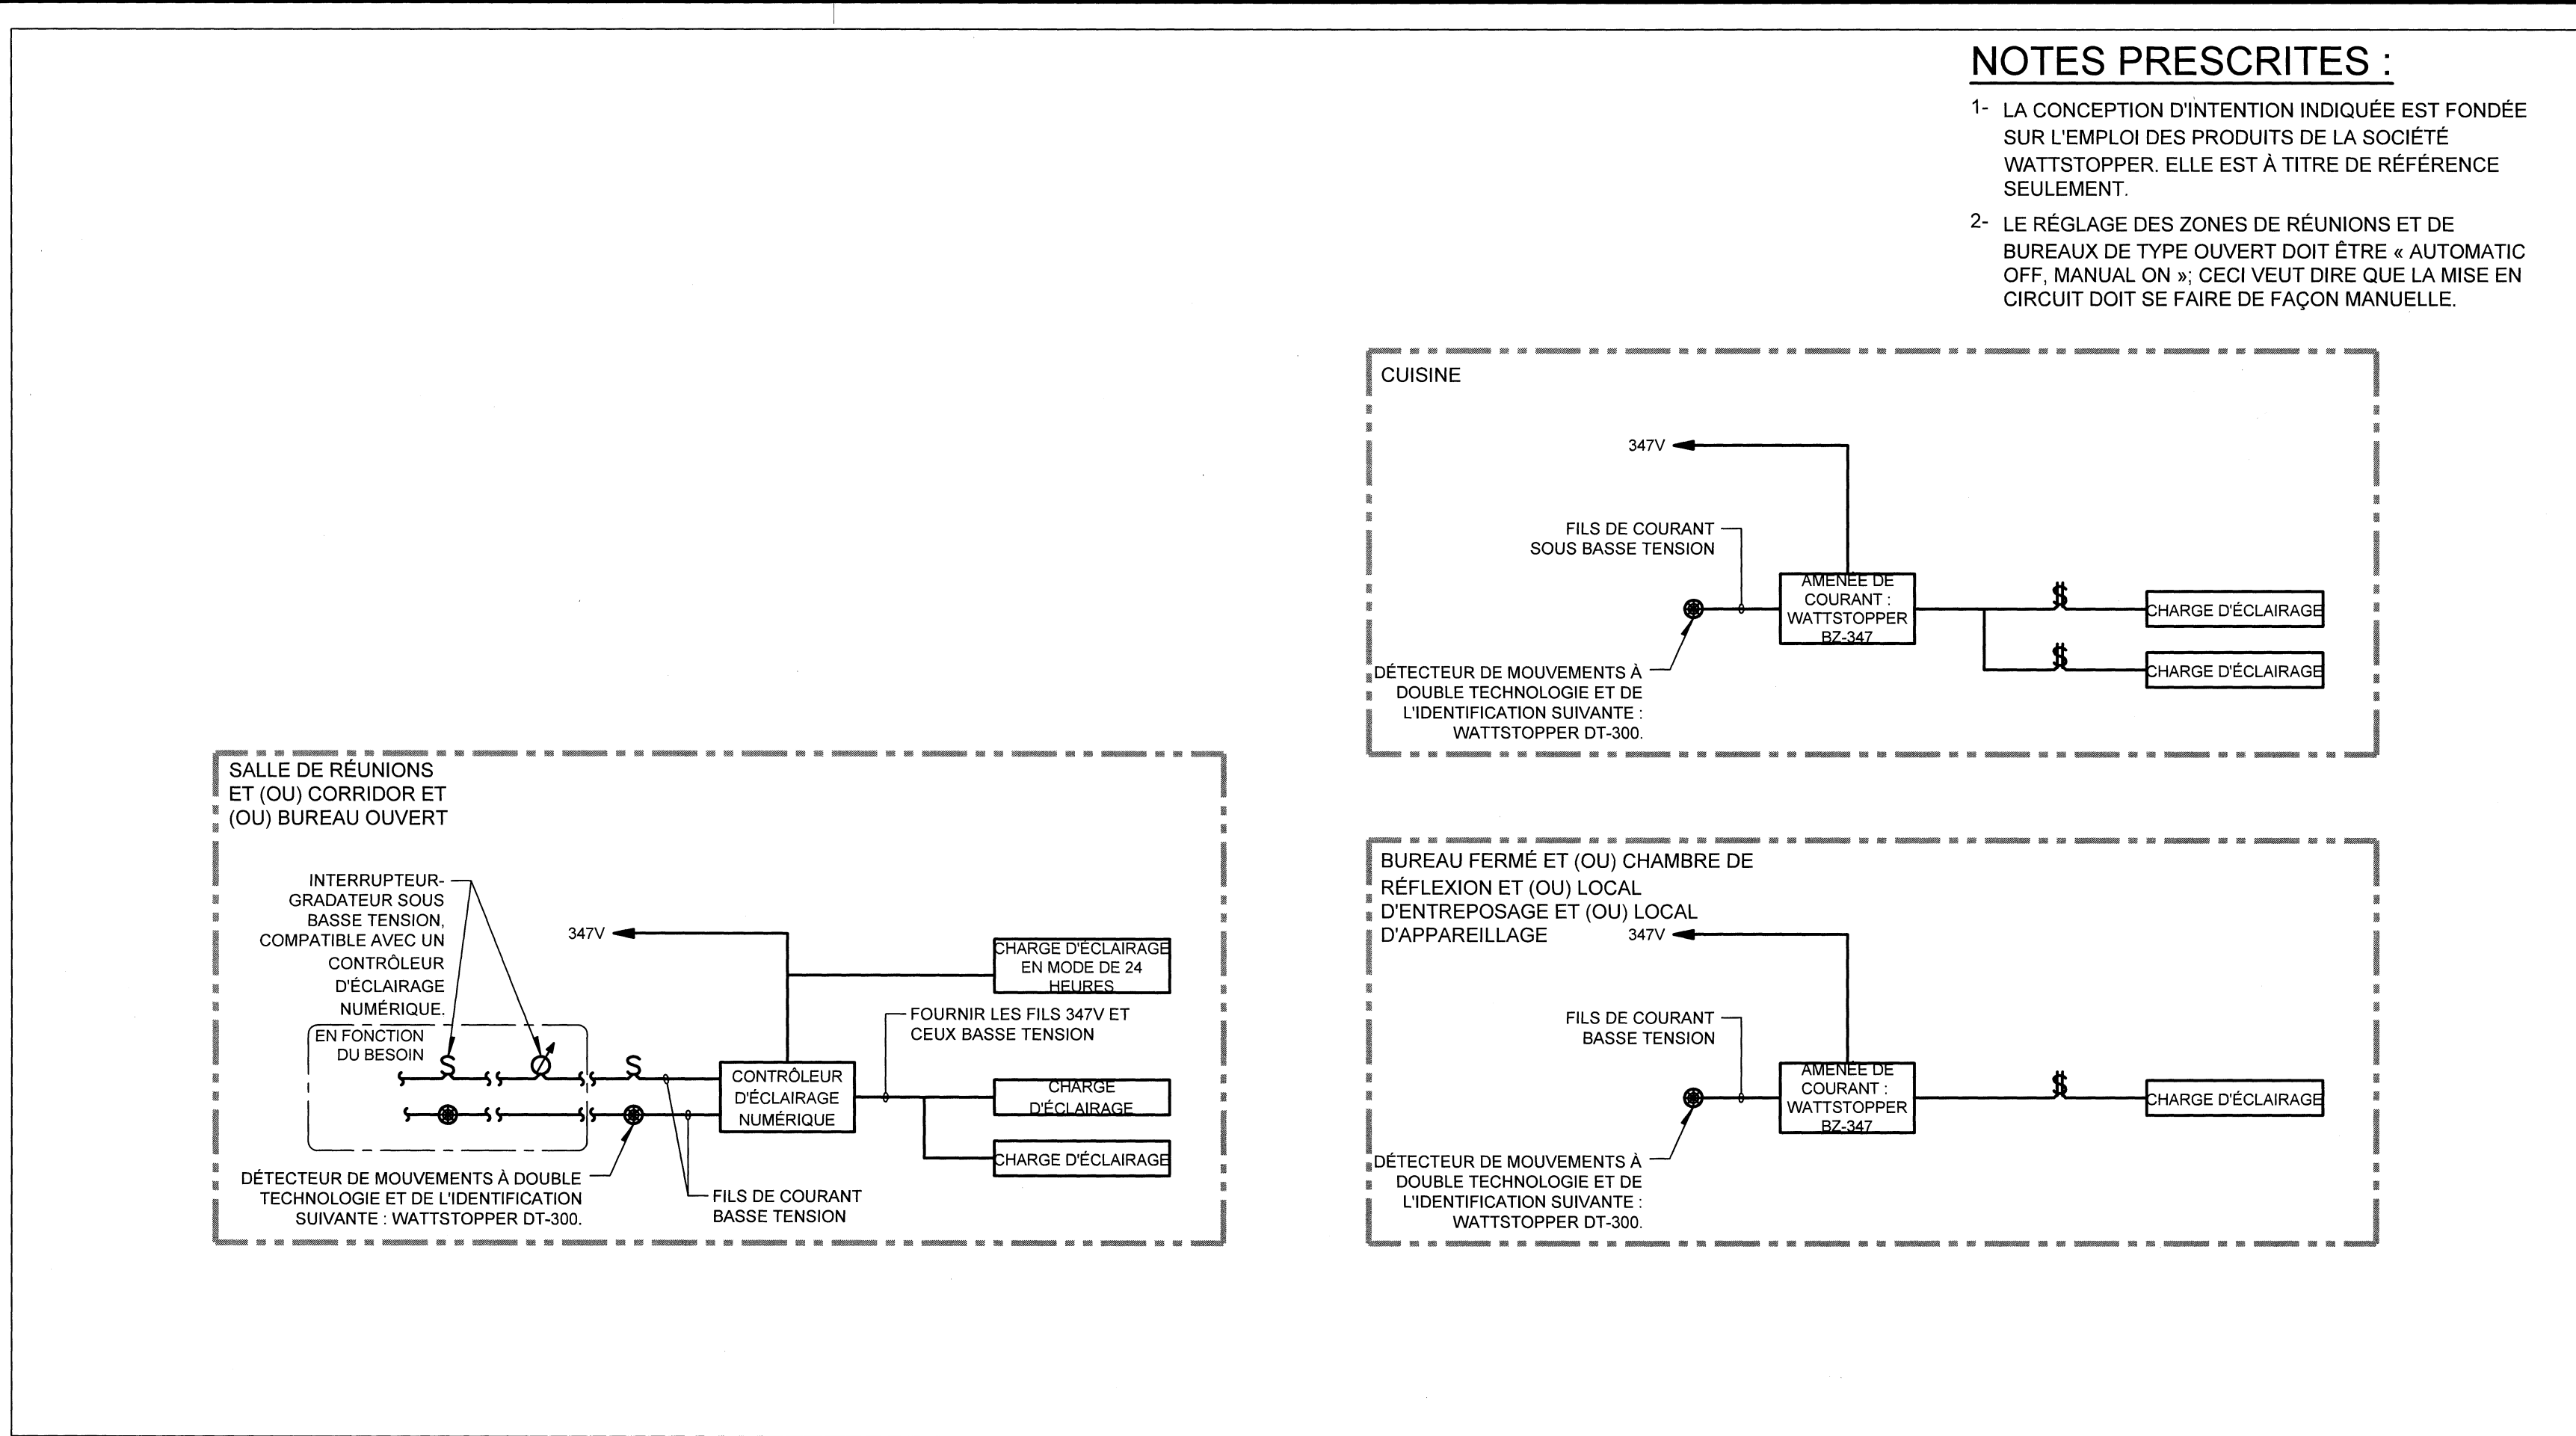 NOTES PRESCRITES :
1- LA CONCEPTION D'INTENTION INDIQUÉE EST FONDÉE
SUR L'EMPLOI DES PRODUITS DE LA SOCIÉTÉ
WATTSTOPPER. ELLE EST À TITRE DE RÉFÉRENCE
SEULEMENT.
2- LE RÉGLAGE DES ZONES DE RÉUNIONS ET DE
BUREAUX DE TYPE OUVERT DOIT ÊTRE « AUTOMATIC
OFF, MANUAL ON »; CECI VEUT DIRE QUE LA MISE EN
CIRCUIT DOIT SE FAIRE DE FAÇON MANUELLE.
CUISINE
347V
FILS DE COURANT
SOUS BASSE TENSION
AMENÉE DE
COURANT :
WATTSTOPPER
BZ-347
$
CHARGE D'ÉCLAIRAGE
$
CHARGE D'ÉCLAIRAGE
DÉTECTEUR DE MOUVEMENTS À
DOUBLE TECHNOLOGIE ET DE
L'IDENTIFICATION SUIVANTE :
WATTSTOPPER DT-300.
SALLE DE RÉUNIONS
ET (OU) CORRIDOR ET
(OU) BUREAU OUVERT
INTERRUPTEUR-
GRADATEUR SOUS
BASSE TENSION,
COMPATIBLE AVEC UN
CONTRÔLEUR
D'ÉCLAIRAGE
NUMÉRIQUE.
347V
CHARGE D'ÉCLAIRAGE
EN MODE DE 24
HEURES
FOURNIR LES FILS 347V ET
CEUX BASSE TENSION
EN FONCTION
DU BESOIN
S
S
CONTRÔLEUR
D'ÉCLAIRAGE
NUMÉRIQUE
CHARGE
D'ÉCLAIRAGE
CHARGE D'ÉCLAIRAGE
DÉTECTEUR DE MOUVEMENTS À DOUBLE
TECHNOLOGIE ET DE L'IDENTIFICATION
SUIVANTE : WATTSTOPPER DT-300.
FILS DE COURANT
BASSE TENSION
BUREAU FERMÉ ET (OU) CHAMBRE DE
RÉFLEXION ET (OU) LOCAL
D'ENTREPOSAGE ET (OU) LOCAL
D'APPAREILLAGE
347V
FILS DE COURANT
BASSE TENSION
AMENÉE DE
COURANT :
WATTSTOPPER
BZ-347
$
CHARGE D'ÉCLAIRAGE
DÉTECTEUR DE MOUVEMENTS À
DOUBLE TECHNOLOGIE ET DE
L'IDENTIFICATION SUIVANTE :
WATTSTOPPER DT-300.